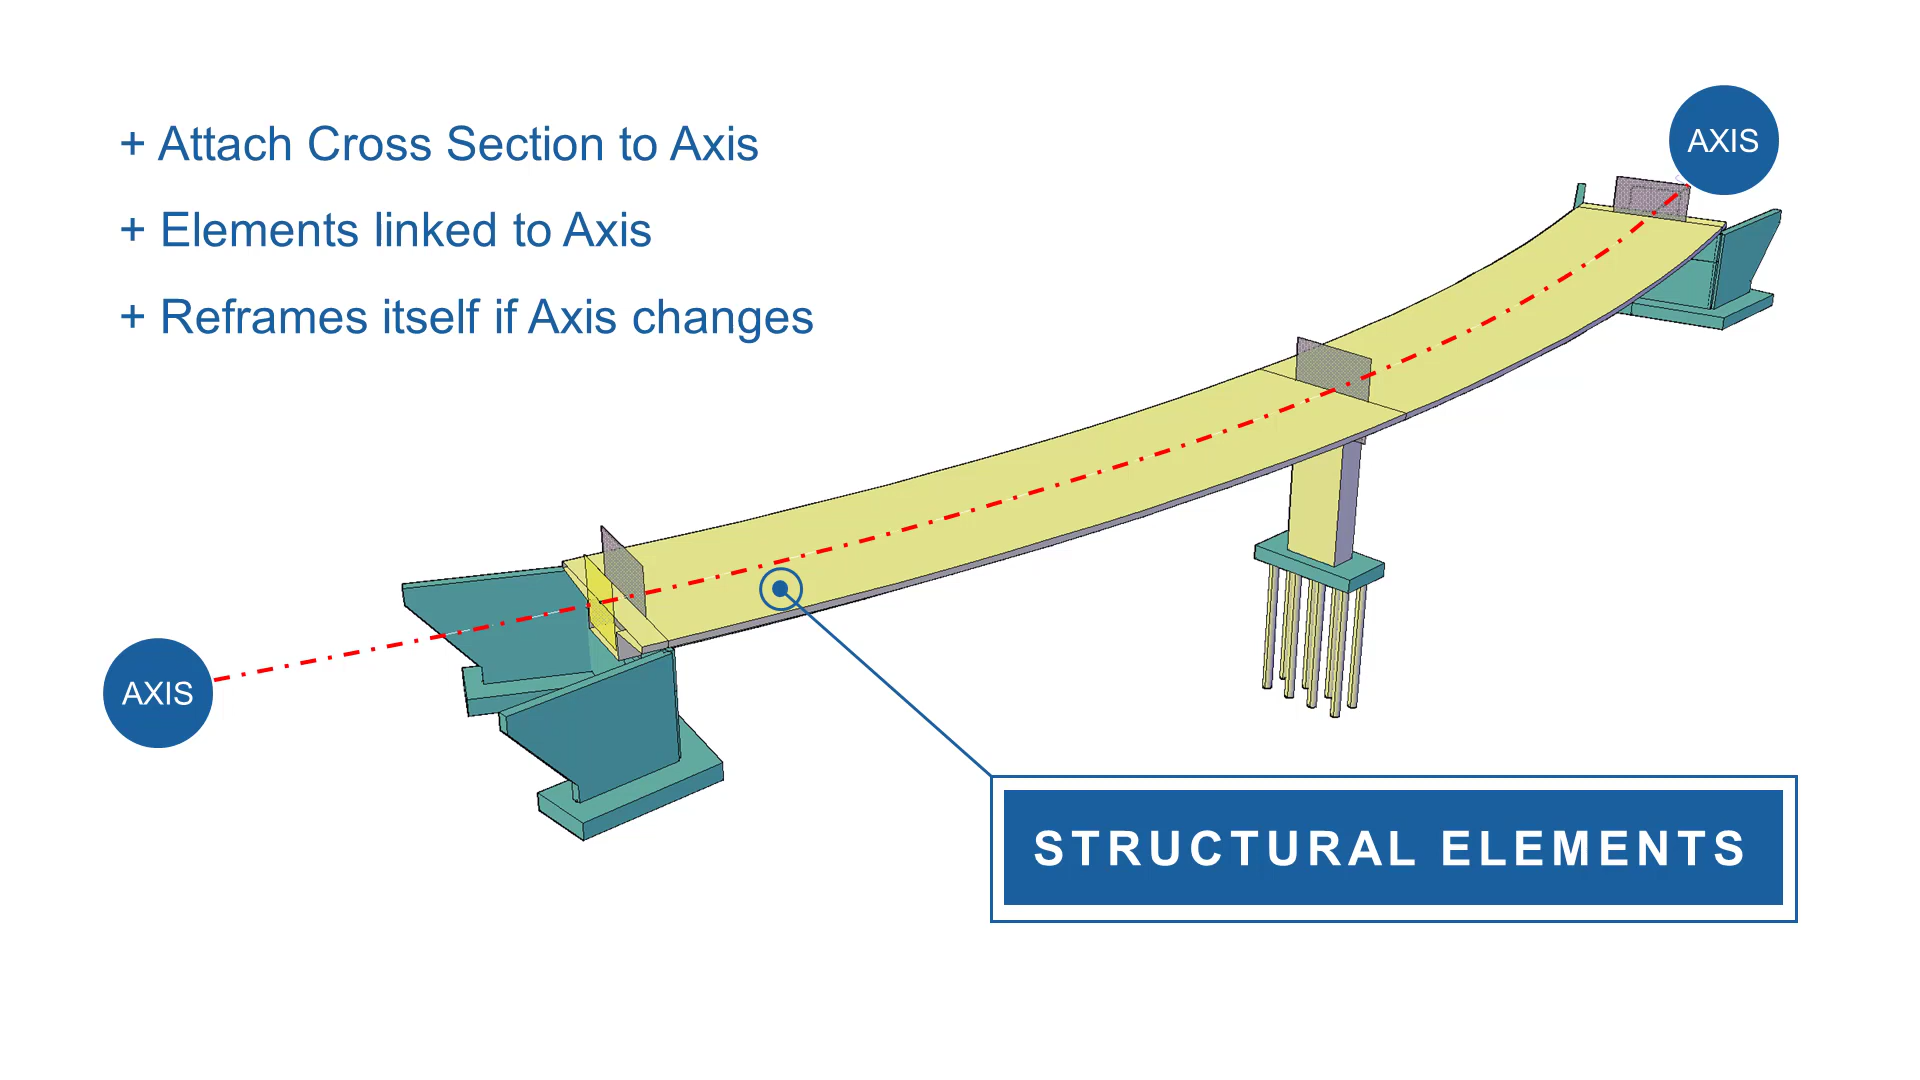 + Attach Cross Section to Axis
+ Elements linked to Axis
+ Reframes itself if Axis changes
AXIS
AXIS
STRUCTURAL ELEMENTS